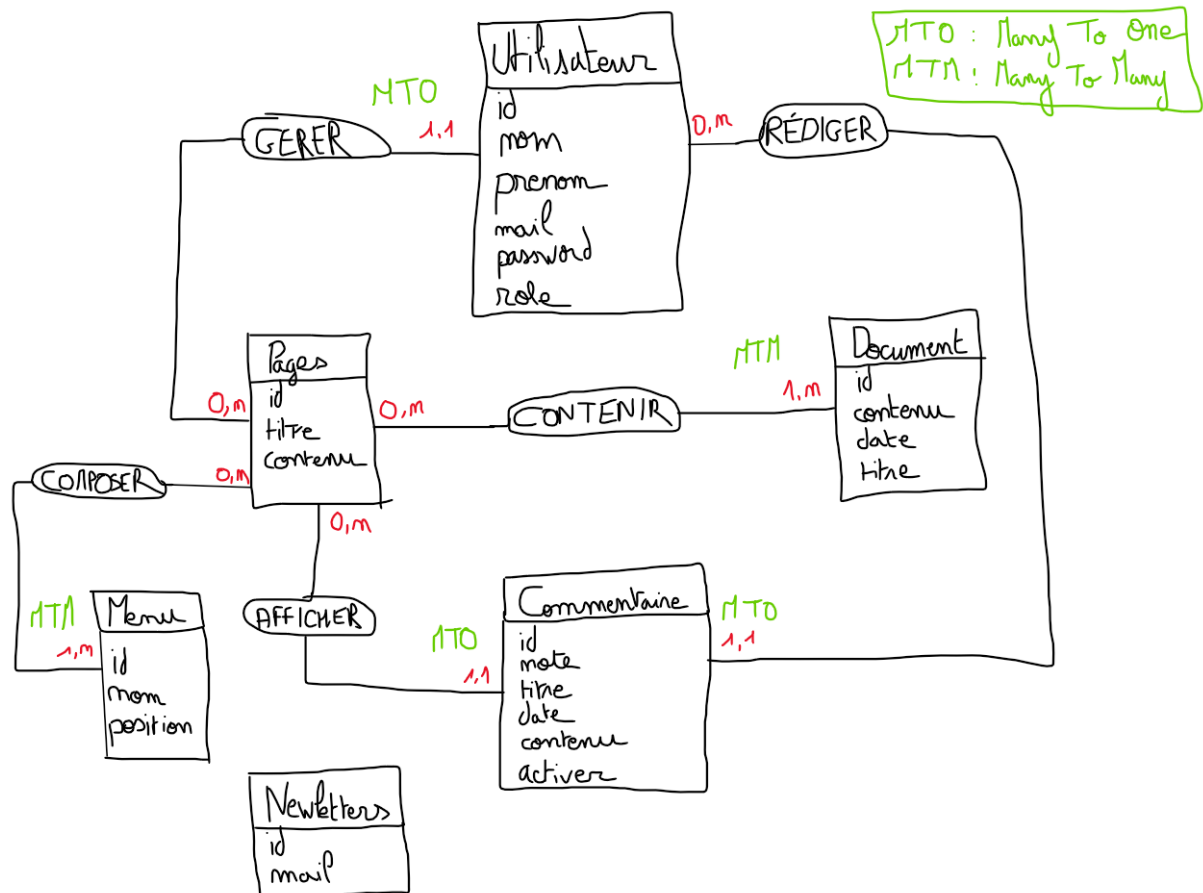 MTO : Many To One
MTM : Many To Many
Utilisateur
id
nom
prenom
mail
password
role
MTO
1,1
GERER
0,n
RÉDIGER
Pages
id
titre
contenu
0,n
0,n
CONTENIR
MTM
1,n
Document
id
contenu
date
titre
COMPOSER
0,n
0,n
MTM
1,n
Menu
id
nom
position
AFFICHER
MTO
1,1
Commentaire
id
note
titre
date
contenu
activer
MTO
1,1
Newletters
id
mail